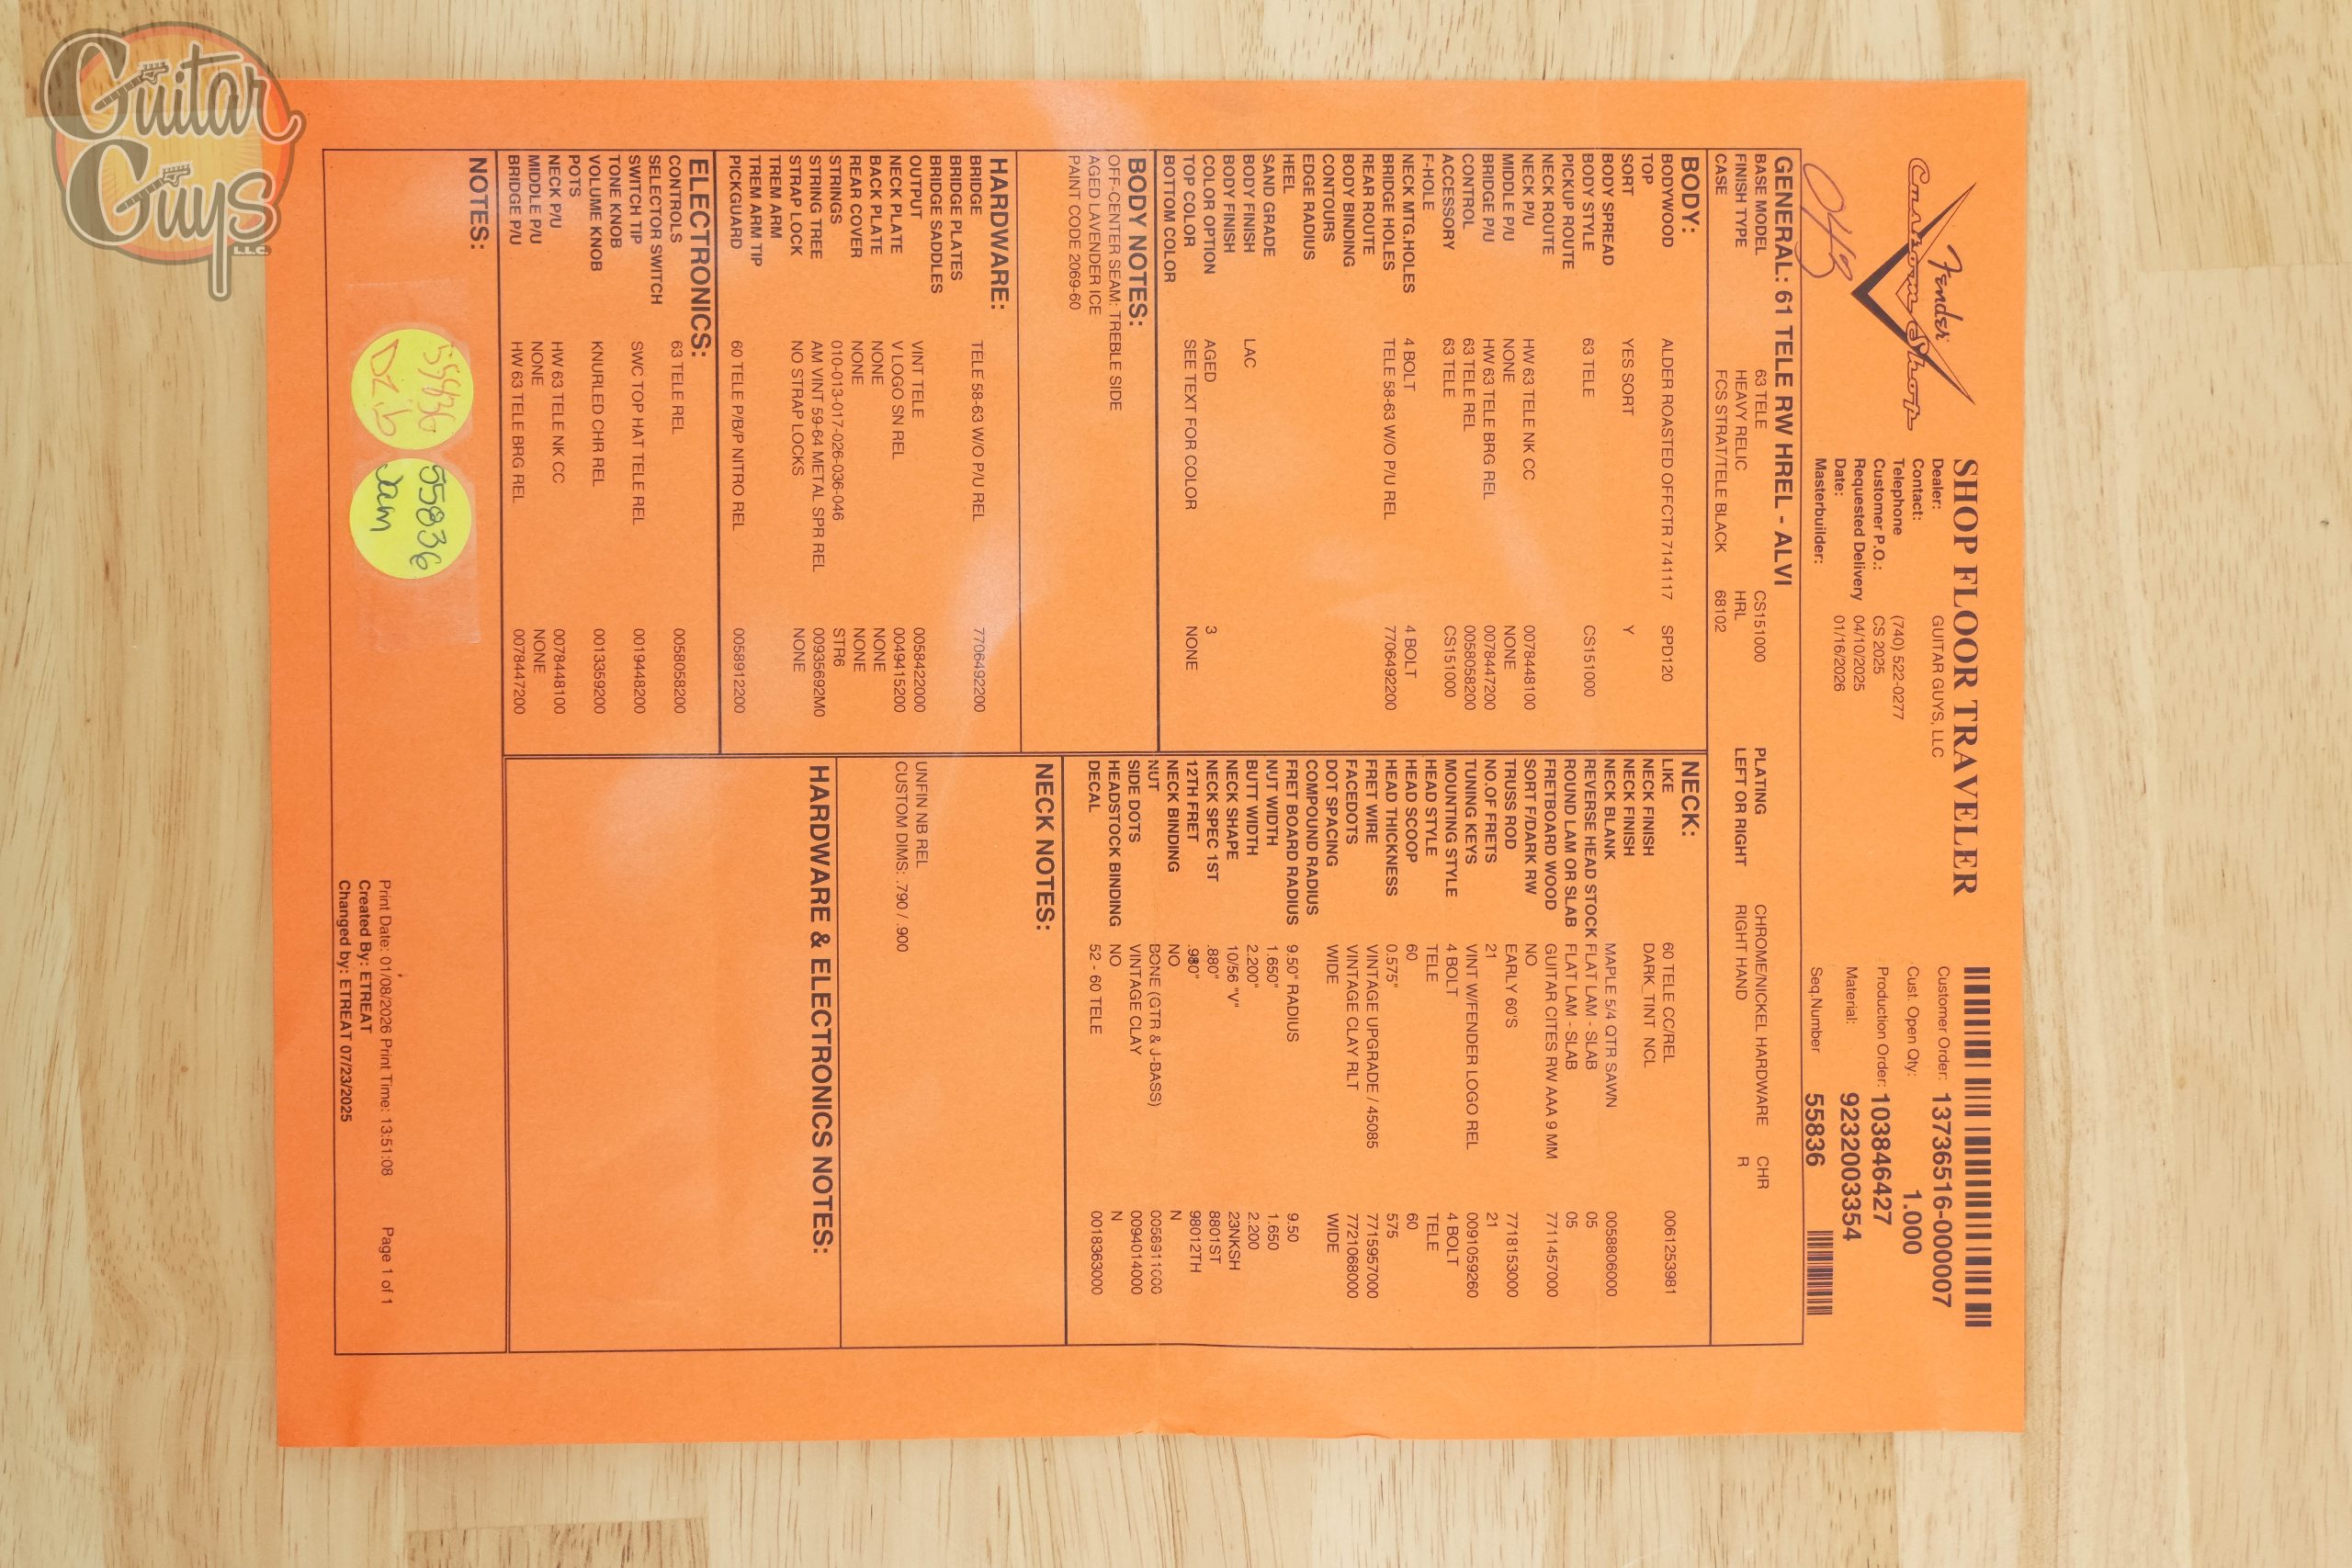 Guitar
Guys
L.L.C.
Fender
Custom Shop
SHOP FLOOR TRAVELER
Dealer: GUITAR GUYS, LLC
Contact:
Telephone (740) 522-0277
Customer P.O.: CS 2025
Requested Delivery 04/10/2025
Date: 01/16/2026
Masterbuilder:
Customer Order: 13736516-000007
Cust. Open Qty: 1.000
Production Order: 103846427
Material: 9232003354
Seq.Number 55836
GENERAL: 61 TELE RW HREL - ALVI
BASE MODEL 63 TELE CS151000 PLATING CHROME/NICKEL HARDWARE CHR
FINISH TYPE HEAVY RELIC HRL LEFT OR RIGHT RIGHT HAND R
CASE FCS STRAT/TELE BLACK 68102
BODY:
BODYWOOD ALDER ROASTED OFFCTR 7141117 SPD120
TOP
SORT YES SORT Y
BODY SPREAD
BODY STYLE 63 TELE CS151000
PICKUP ROUTE
NECK ROUTE
NECK P/U HW 63 TELE NK CC 0078448100
MIDDLE P/U NONE NONE
BRIDGE P/U HW 63 TELE BRG REL 0078447200
CONTROL 63 TELE REL 0058058200
ACCESSORY 63 TELE CS151000
F-HOLE
NECK MTG.HOLES 4 BOLT 4 BOLT
BRIDGE HOLES TELE 58-63 W/O P/U REL 7706492200
REAR ROUTE
BODY BINDING
CONTOURS
EDGE RADIUS
HEEL
SAND GRADE
BODY FINISH LAC
BODY FINISH
COLOR OPTION AGED 3
TOP COLOR SEE TEXT FOR COLOR NONE
BOTTOM COLOR
BODY NOTES:
OFF-CENTER SEAM: TREBLE SIDE
AGED LAVENDER ICE
PAINT CODE 2069-60
HARDWARE:
BRIDGE TELE 58-63 W/O P/U REL 7706492200
BRIDGE PLATES
BRIDGE SADDLES
OUTPUT VINT TELE 0058422000
NECK PLATE V LOGO SN REL 0049415200
BACK PLATE NONE NONE
REAR COVER NONE NONE
STRINGS 010-013-017-026-036-046 STR6
STRING TREE AM VINT 59-64 METAL SPR REL 00935692M0
STRAP LOCK NO STRAP LOCKS NONE
TREM ARM
TREM ARM TIP
PICKGUARD 60 TELE P/B/P NITRO REL 0058912200
ELECTRONICS:
CONTROLS 63 TELE REL 0058058200
SELECTOR SWITCH
SWITCH TIP SWC TOP HAT TELE REL 0019448200
TONE KNOB
VOLUME KNOB KNURLED CHR REL 0013359200
POTS
NECK P/U HW 63 TELE NK CC 0078448100
MIDDLE P/U NONE NONE
BRIDGE P/U HW 63 TELE BRG REL 0078447200
NECK:
LIKE 60 TELE CC/REL 0061253981
NECK FINISH DARK_TINT NCL
NECK FINISH
NECK BLANK MAPLE 5/4 QTR SAWN 0058806000
REVERSE HEAD STOCK FLAT LAM - SLAB 05
ROUND LAM OR SLAB FLAT LAM - SLAB 05
FRETBOARD WOOD GUITAR CITES RW AAA 9 MM 7711457000
SORT F/DARK RW NO
TRUSS ROD EARLY 60'S 7718153000
NO.OF FRETS 21 21
TUNING KEYS VINT W/FENDER LOGO REL 0091059260
MOUNTING STYLE 4 BOLT 4 BOLT
HEAD STYLE TELE TELE
HEAD SCOOP 60 60
HEAD THICKNESS 0.575" 575
FRET WIRE VINTAGE UPGRADE / 45085 7715957000
FACEDOTS VINTAGE CLAY RLT 7721068000
DOT SPACING WIDE WIDE
COMPOUND RADIUS
FRET BOARD RADIUS 9.50" RADIUS 9.50
NUT WIDTH 1.650" 1.650
BUTT WIDTH 2.200" 2.200
NECK SHAPE 10/56 "V" 23NKSH
NECK SPEC 1ST .880" 8801ST
12TH FRET .980" 98012TH
NECK BINDING NO N
NUT BONE (GTR & J-BASS) 0058911000
SIDE DOTS VINTAGE CLAY 0094014000
HEADSTOCK BINDING NO N
DECAL 52 - 60 TELE 0018363000
NECK NOTES:
UNFIN NB REL
CUSTOM DIMS: .790 / .900
HARDWARE & ELECTRONICS NOTES:
NOTES:
55836
55836
Jam
Print Date: 01/08/2026 Print Time: 13:51:08 Page 1 of 1
Created By: ETREAT
Changed by: ETREAT 07/23/2025